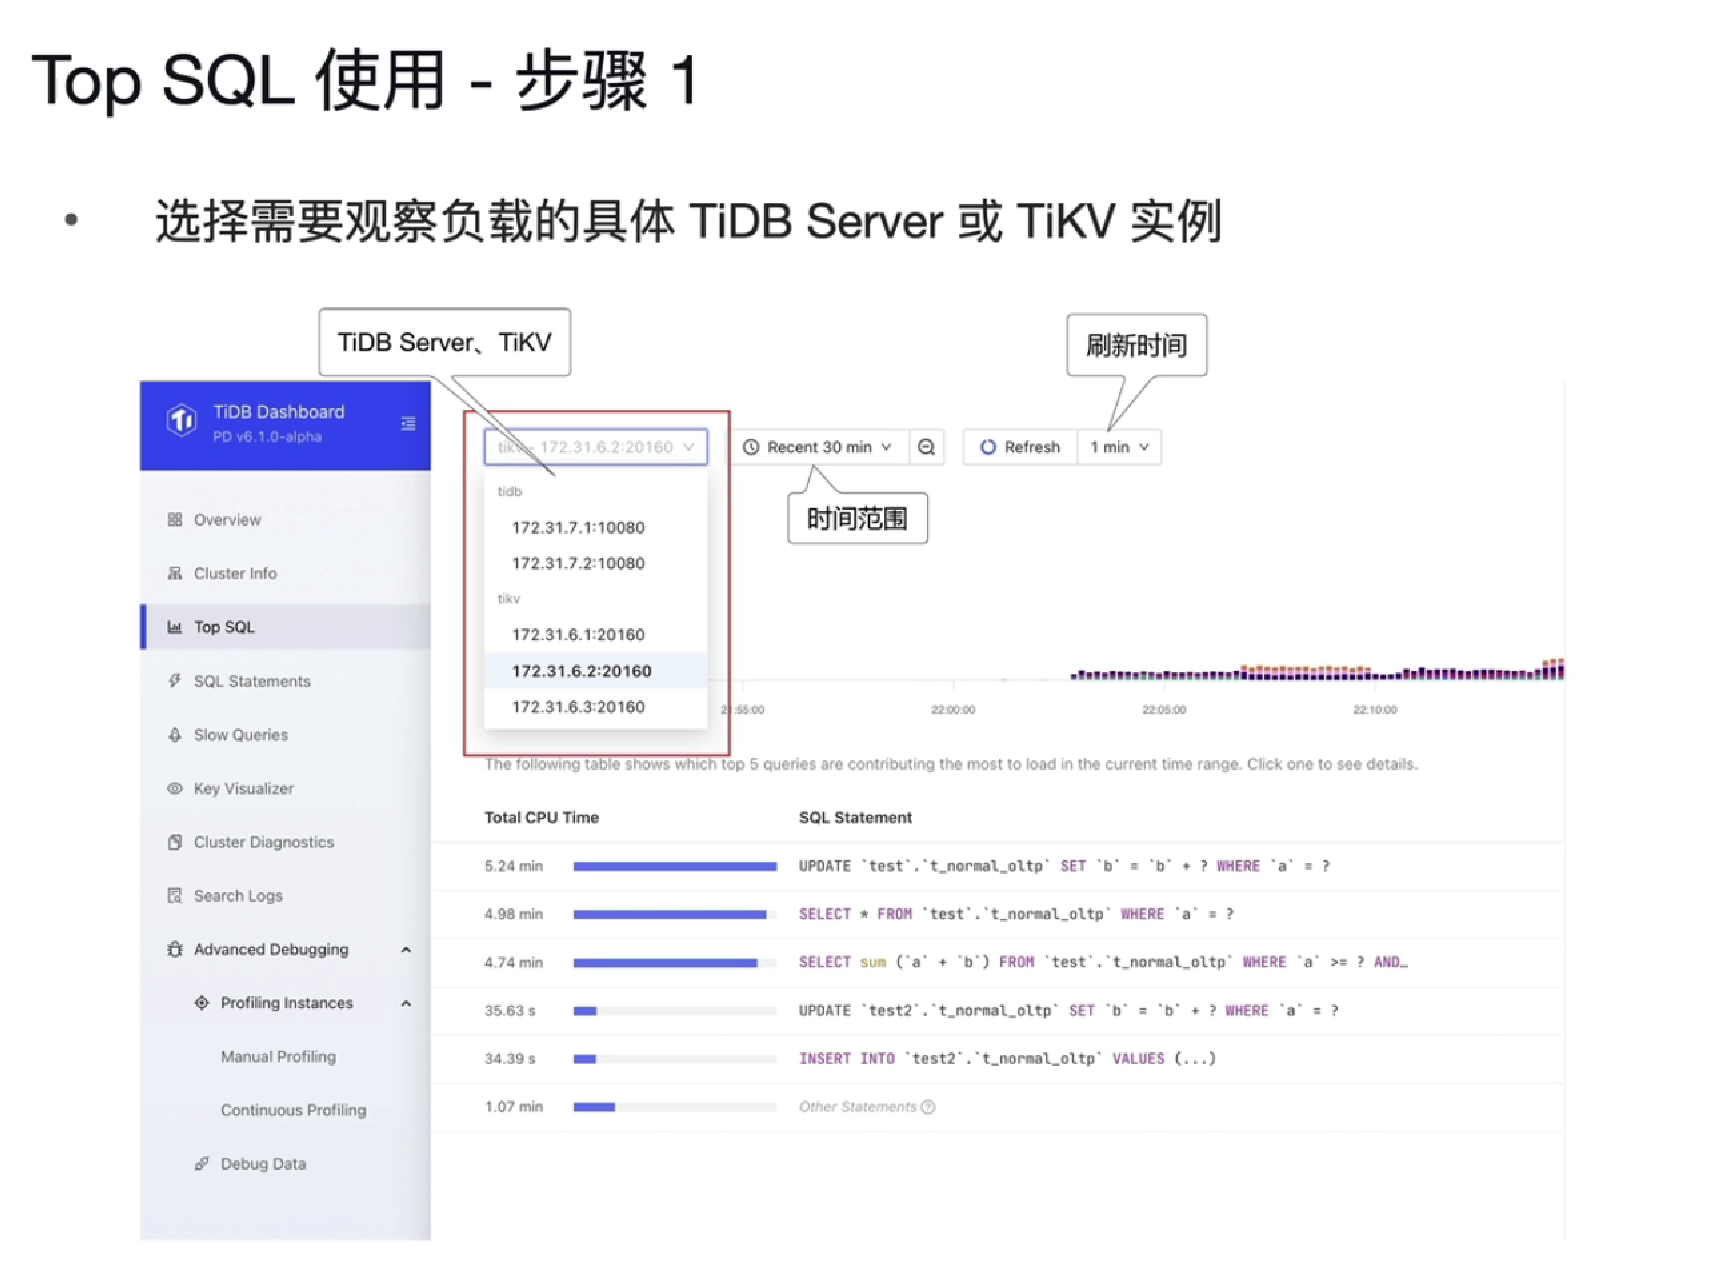 Top SQL 使用 - 步骤 1
• 选择需要观察负载的具体 TiDB Server 或 TiKV 实例
TiDB Server、TiKV
刷新时间
TiDB Dashboard
PD v6.1.0-alpha
tikv - 172.31.6.2:20160
Recent 30 min
Refresh
1 min
时间范围
tidb
172.31.7.1:10080
172.31.7.2:10080
tikv
172.31.6.1:20160
172.31.6.2:20160
172.31.6.3:20160
Overview
Cluster Info
Top SQL
SQL Statements
Slow Queries
Key Visualizer
Cluster Diagnostics
Search Logs
Advanced Debugging
Profiling Instances
Manual Profiling
Continuous Profiling
Debug Data
21:55:00
22:00:00
22:05:00
22:10:00
The following table shows which top 5 queries are contributing the most to load in the current time range. Click one to see details.
Total CPU Time SQL Statement
5.24 min UPDATE `test`.`t_normal_oltp` SET `b` = `b` + ? WHERE `a` = ?
4.98 min SELECT * FROM `test`.`t_normal_oltp` WHERE `a` = ?
4.74 min SELECT sum (`a` + `b`) FROM `test`.`t_normal_oltp` WHERE `a` >= ? AND…
35.63 s UPDATE `test2`.`t_normal_oltp` SET `b` = `b` + ? WHERE `a` = ?
34.39 s INSERT INTO `test2`.`t_normal_oltp` VALUES (...)
1.07 min Other Statements